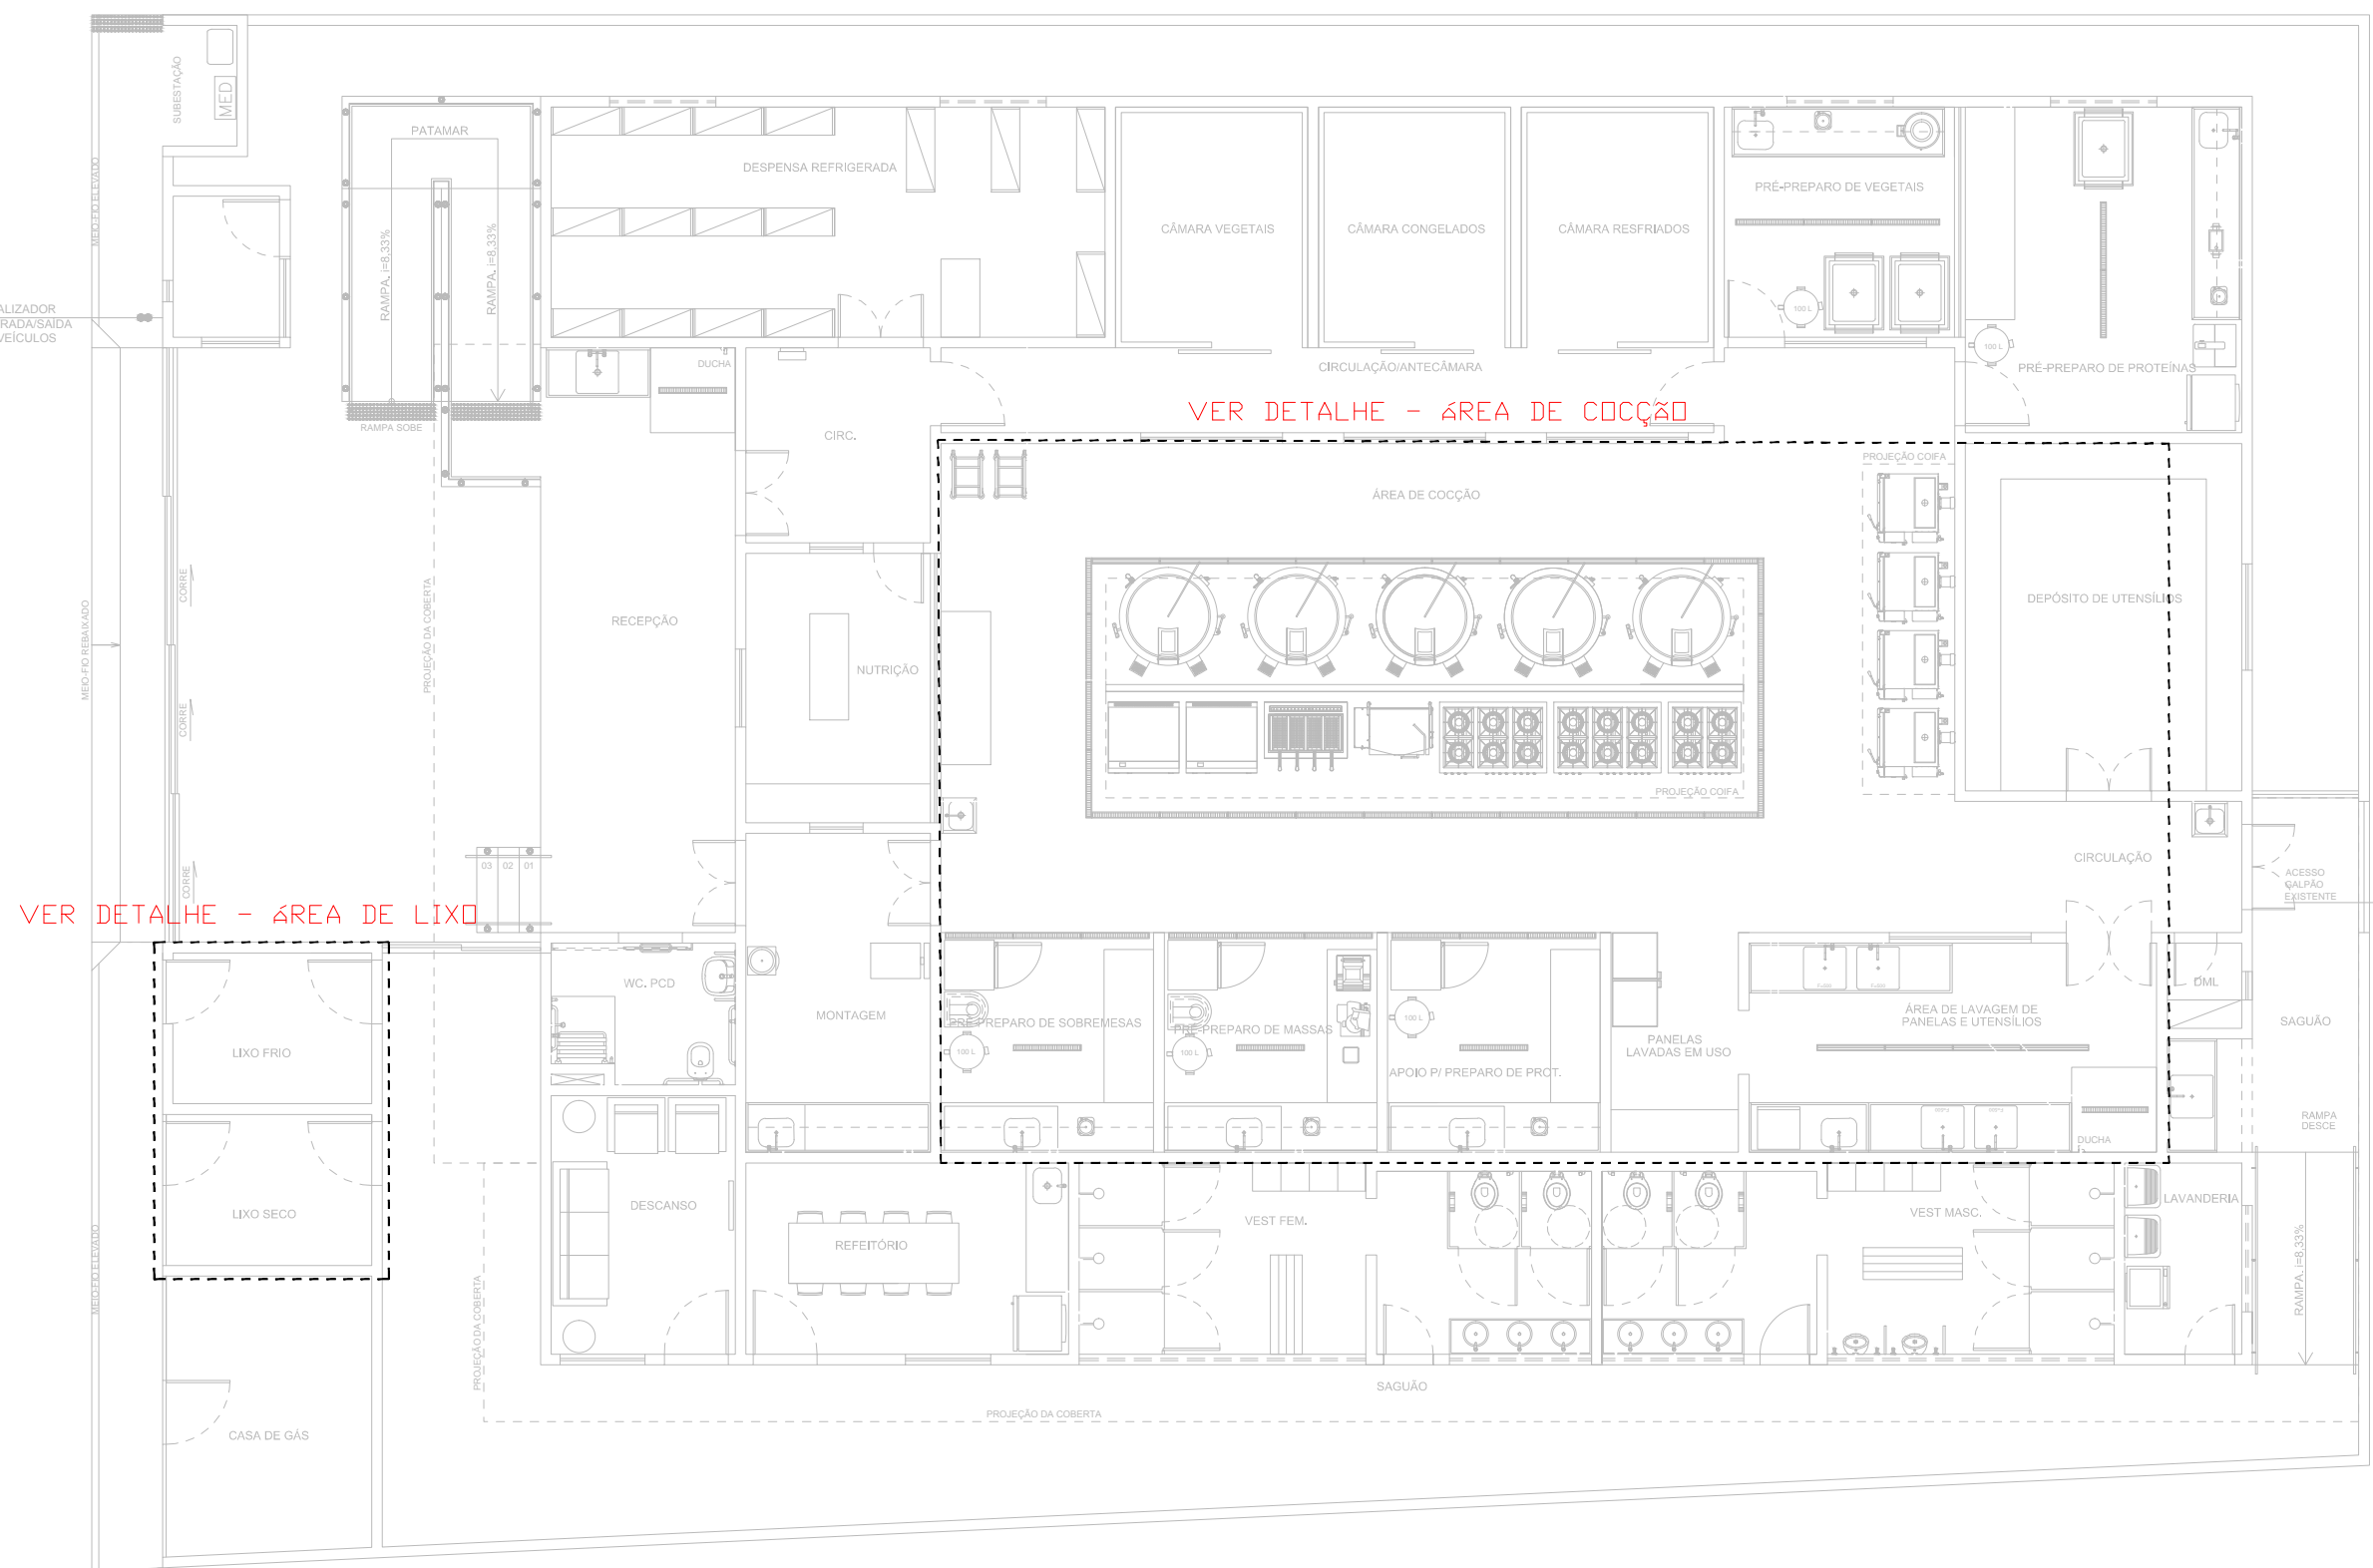 SUBESTAÇÃO
MED
MEIO-FIO ELEVADO
PATAMAR
RAMPA. i=8.33%
RAMPA. i=8.33%
RAMPA SOBE
ALIZADOR
RADA/SAÍDA
VEÍCULOS
DESPENSA REFRIGERADA
CÂMARA VEGETAIS
CÂMARA CONGELADOS
CÂMARA RESFRIADOS
PRÉ-PREPARO DE VEGETAIS
100 L
100 L
PRÉ-PREPARO DE PROTEÍNAS
DUCHA
CIRCULAÇÃO/ANTECÂMARA
CIRC.
VER DETALHE - ÁREA DE COCÇÃO
ÁREA DE COCÇÃO
PROJEÇÃO COIFA
DEPÓSITO DE UTENSÍLIOS
CORRE
CORRE
CORRE
MEIO-FIO REBAIXADO
PROJEÇÃO DA COBERTA
RECEPÇÃO
NUTRIÇÃO
PROJEÇÃO COIFA
CIRCULAÇÃO
ACESSO
GALPÃO
EXISTENTE
03 02 01
VER DETALHE - ÁREA DE LIXO
LIXO FRIO
LIXO SECO
CASA DE GÁS
MEIO-FIO ELEVADO
WC. PCD
MONTAGEM
PRÉ-PREPARO DE SOBREMESAS
100 L
PRÉ-PREPARO DE MASSAS
100 L
100 L
APOIO P/ PREPARO DE PROT.
PANELAS
LAVADAS EM USO
ÁREA DE LAVAGEM DE
PANELAS E UTENSÍLIOS
DML
SAGUÃO
RAMPA
DESCE
DUCHA
DESCANSO
REFEITÓRIO
VEST FEM.
VEST MASC.
LAVANDERIA
RAMPA. i=8.33%
PROJEÇÃO DA COBERTA
SAGUÃO
PROJEÇÃO DA COBERTA